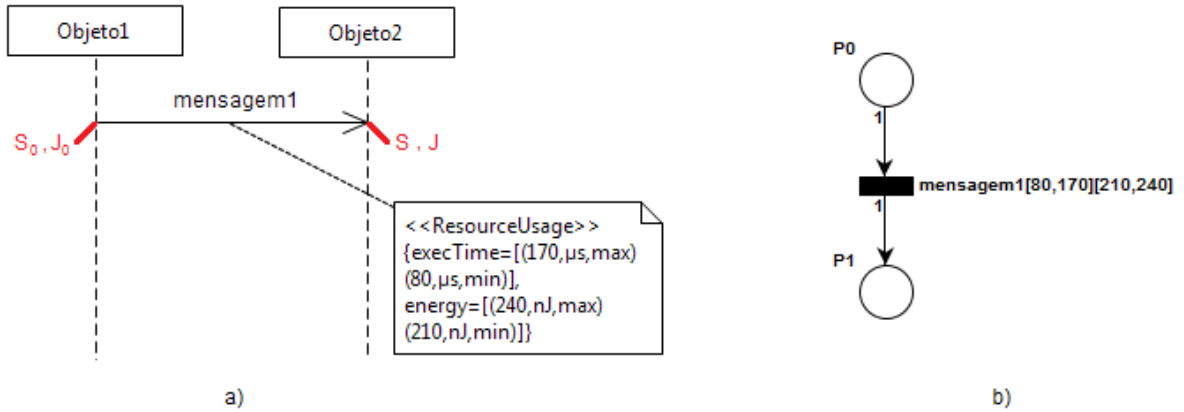 Objeto1
Objeto2
mensagem1
S₀ , J₀
S , J
<<ResourceUsage>>
{execTime=[(170,µs,max)
(80,µs,min)],
energy=[(240,nJ,max)
(210,nJ,min)]}
a)
P0
1
mensagem1[80,170][210,240]
1
P1
b)